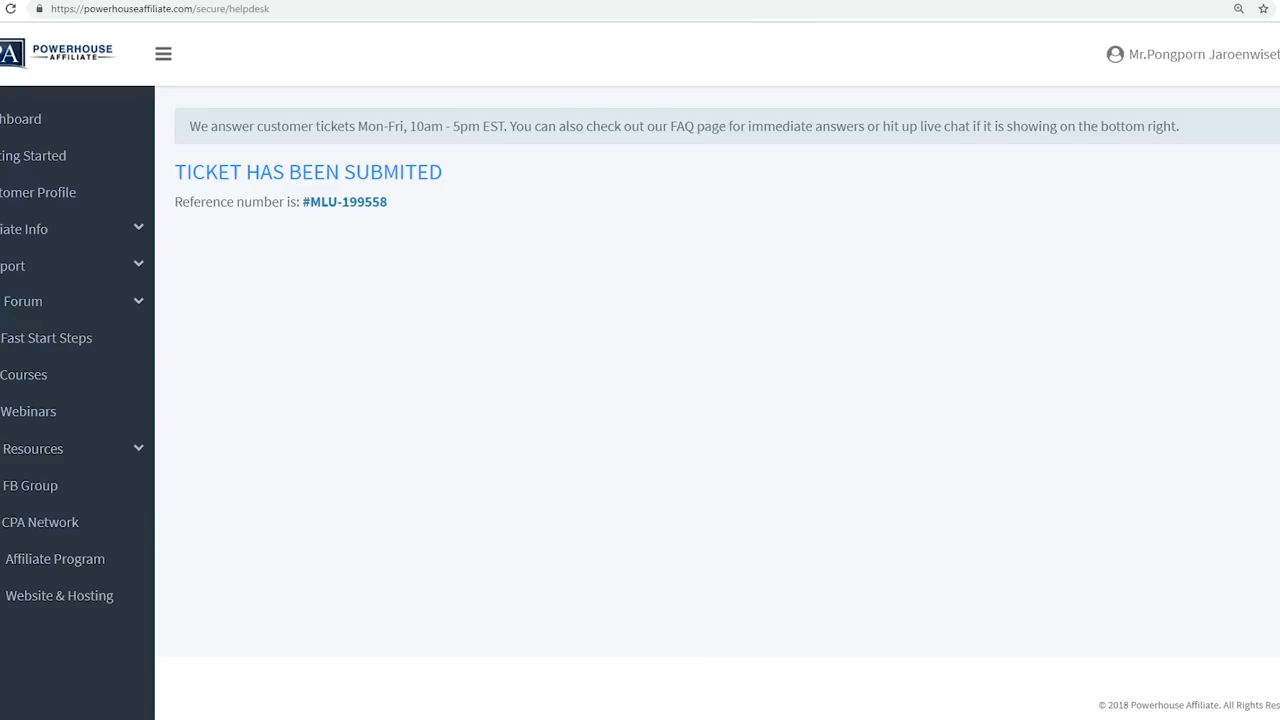 https://powerhouseaffiliate.com/secure/helpdesk
PA POWERHOUSE
AFFILIATE
Mr.Pongporn Jaroenwiset
hboard
ing Started
tomer Profile
iate Info
port
Forum
Fast Start Steps
Courses
Webinars
Resources
FB Group
CPA Network
Affiliate Program
Website & Hosting
We answer customer tickets Mon-Fri, 10am - 5pm EST. You can also check out our FAQ page for immediate answers or hit up live chat if it is showing on the bottom right.
TICKET HAS BEEN SUBMITED
Reference number is: #MLU-199558
© 2018 Powerhouse Affiliate. All Rights Res